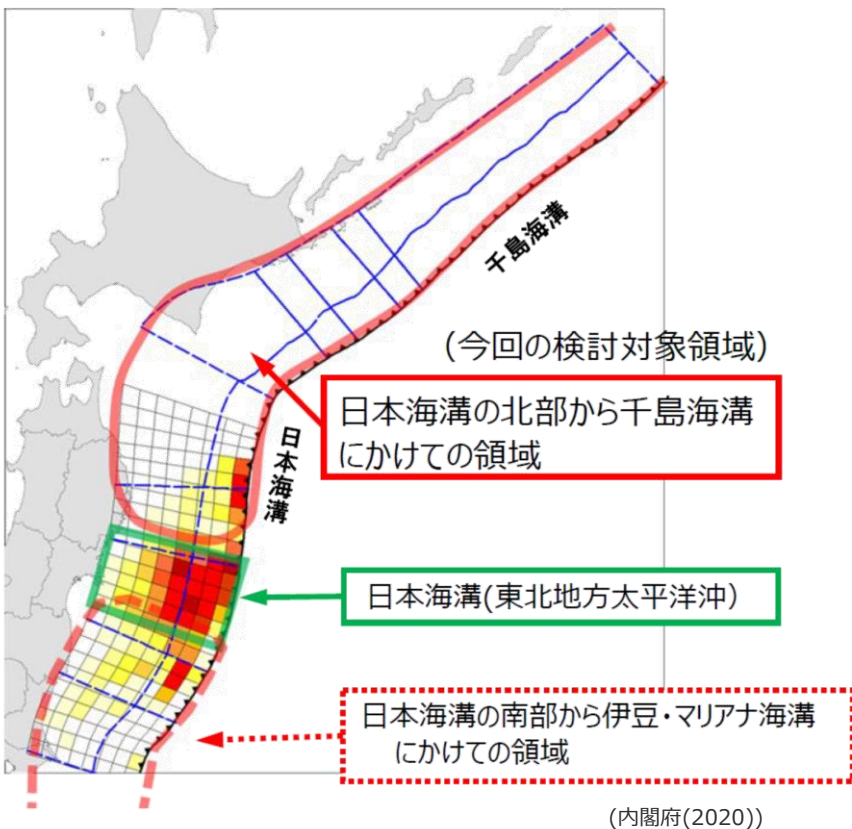 千島海溝
(今回の検討対象領域)
日本海溝の北部から千島海溝
にかけての領域
日本海溝
日本海溝(東北地方太平洋沖)
日本海溝の南部から伊豆・マリアナ海溝
にかけての領域
(内閣府(2020))